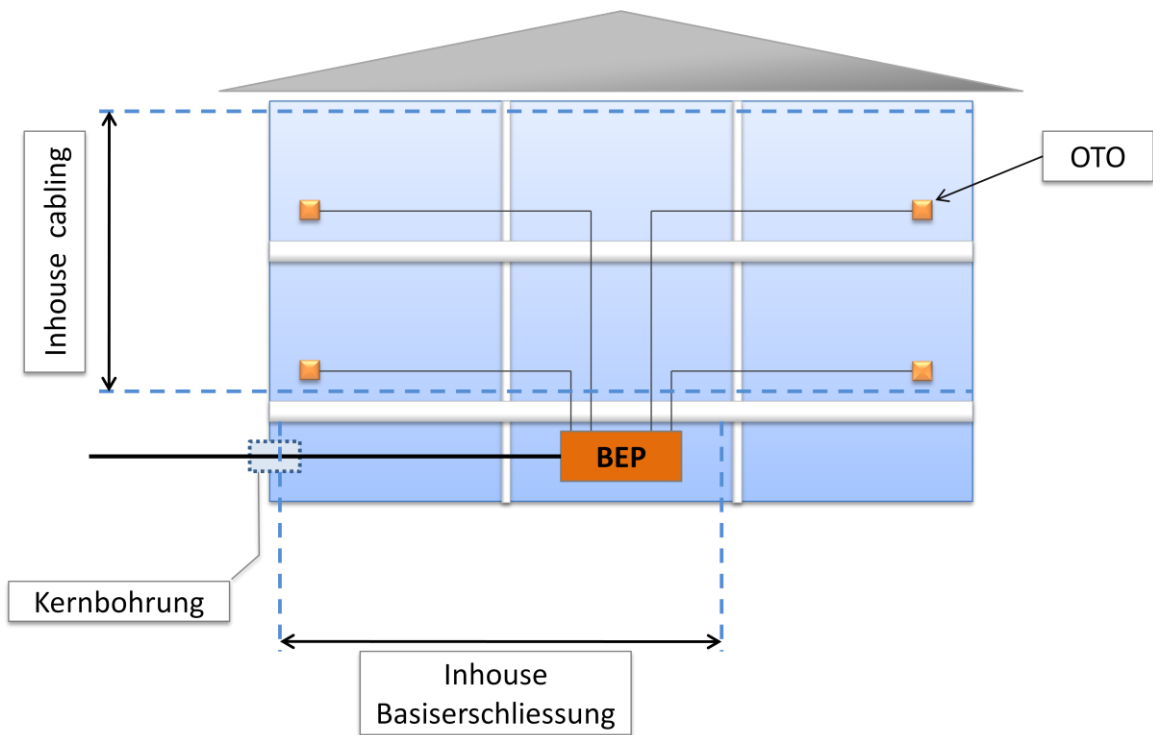 Inhouse cabling
OTO
BEP
Kernbohrung
Inhouse
Basiserschliessung